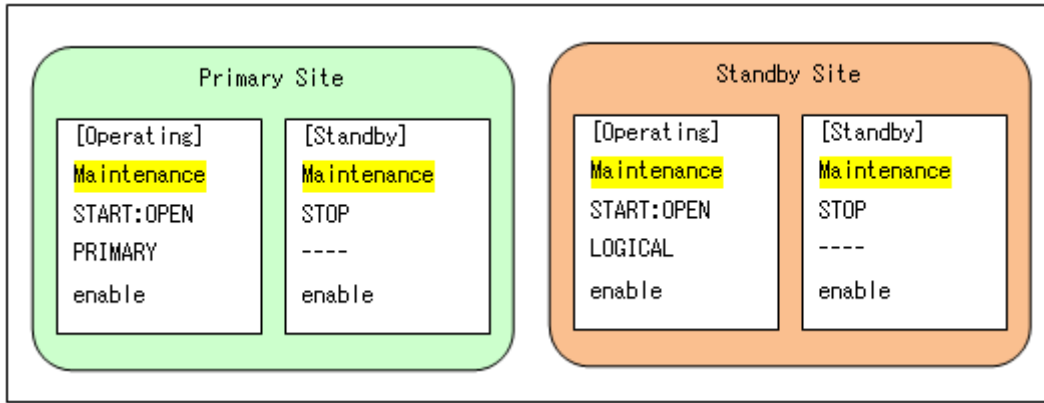 Primary Site
[Operating]
Maintenance
START:OPEN
PRIMARY
enable
[Standby]
Maintenance
STOP
----
enable
Standby Site
[Operating]
Maintenance
START:OPEN
LOGICAL
enable
[Standby]
Maintenance
STOP
----
enable